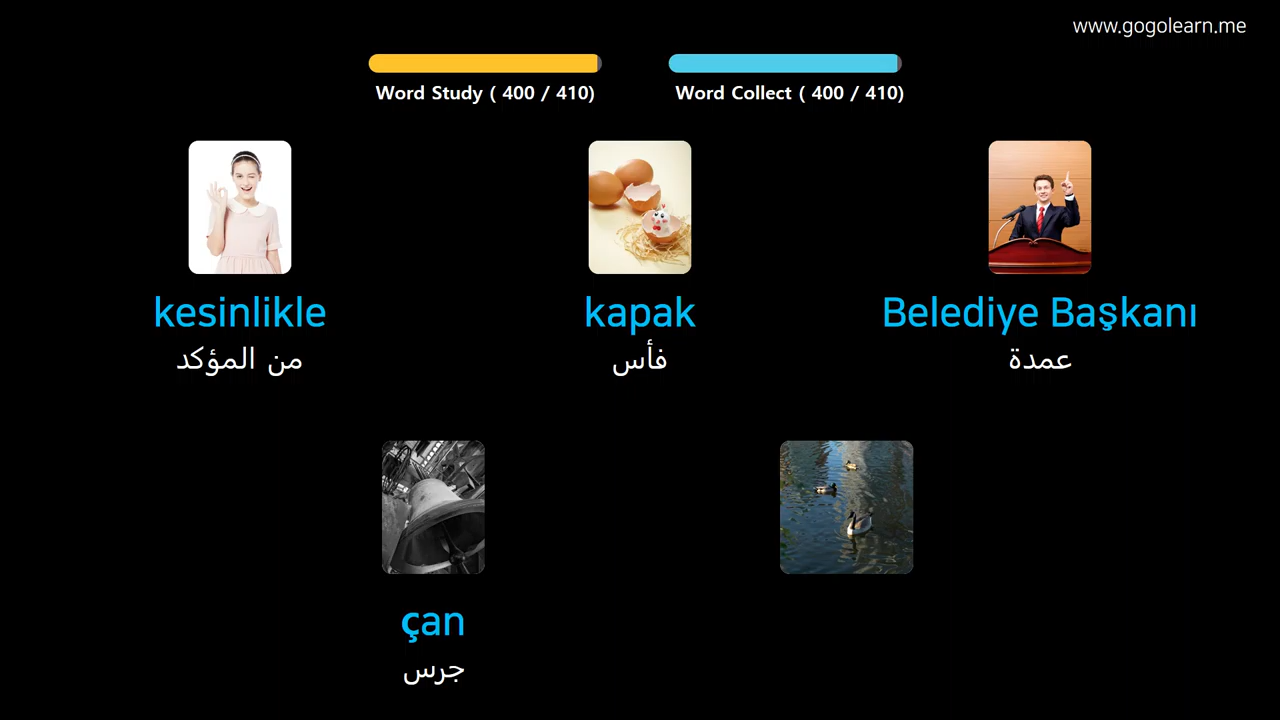 www.gogolearn.me
Word Study ( 400 / 410)
Word Collect ( 400 / 410)
kesinlikle
من المؤكد
kapak
فأس
Belediye Başkanı
عمدة
çan
جرس